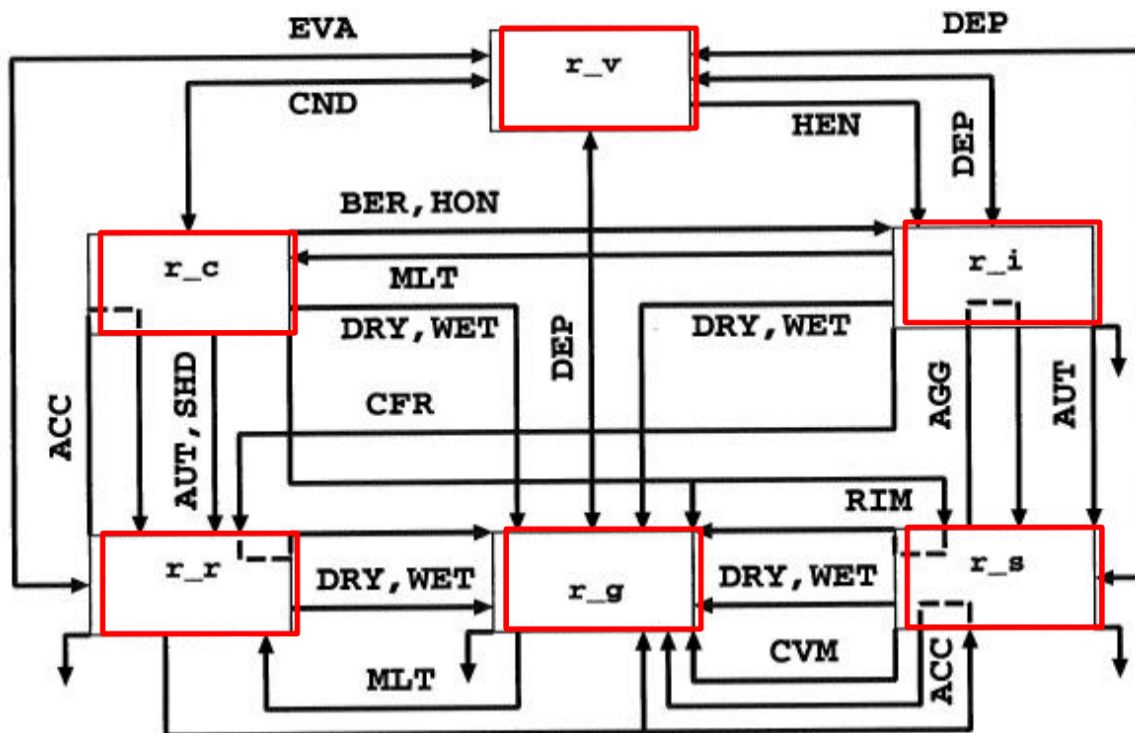 EVA
DEP
r_v
CND
HEN
DEP
BER,HON
r_c
r_i
MLT
DRY,WET
DEP
DRY,WET
ACC
AUT,SHD
CFR
AGG
AUT
RIM
r_r
DRY,WET
r_g
DRY,WET
r_s
MLT
CVM
ACC